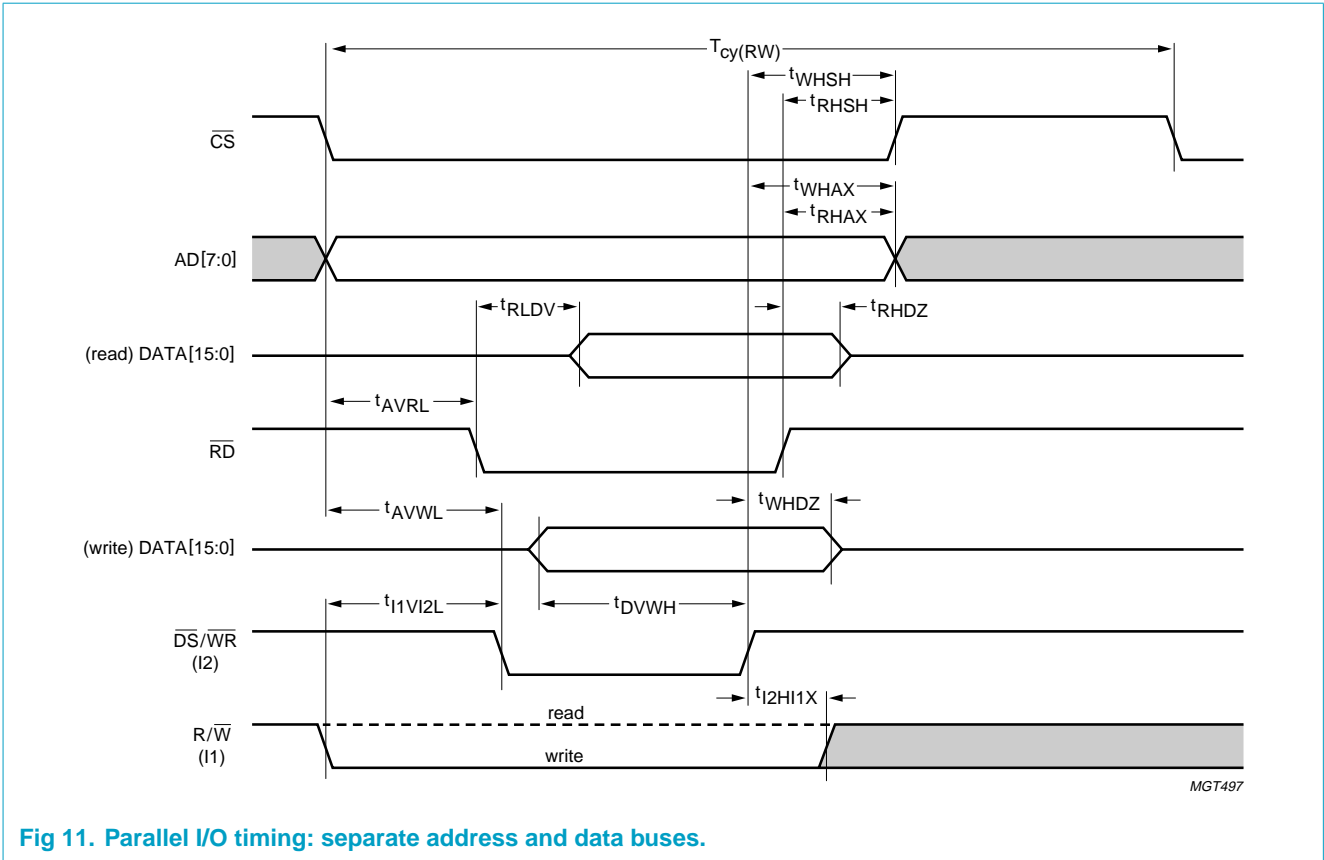 Tcy(RW)
tWHSH
tRHSH
CS
tWHAX
tRHAX
AD[7:0]
tRLDV
tRHDZ
(read) DATA[15:0]
tAVRL
RD
tWHDZ
tAVWL
(write) DATA[15:0]
tI1VI2L
tDVWH
DS/WR
(I2)
tI2HI1X
read
R/W
(I1)
write
MGT497
Fig 11. Parallel I/O timing: separate address and data buses.